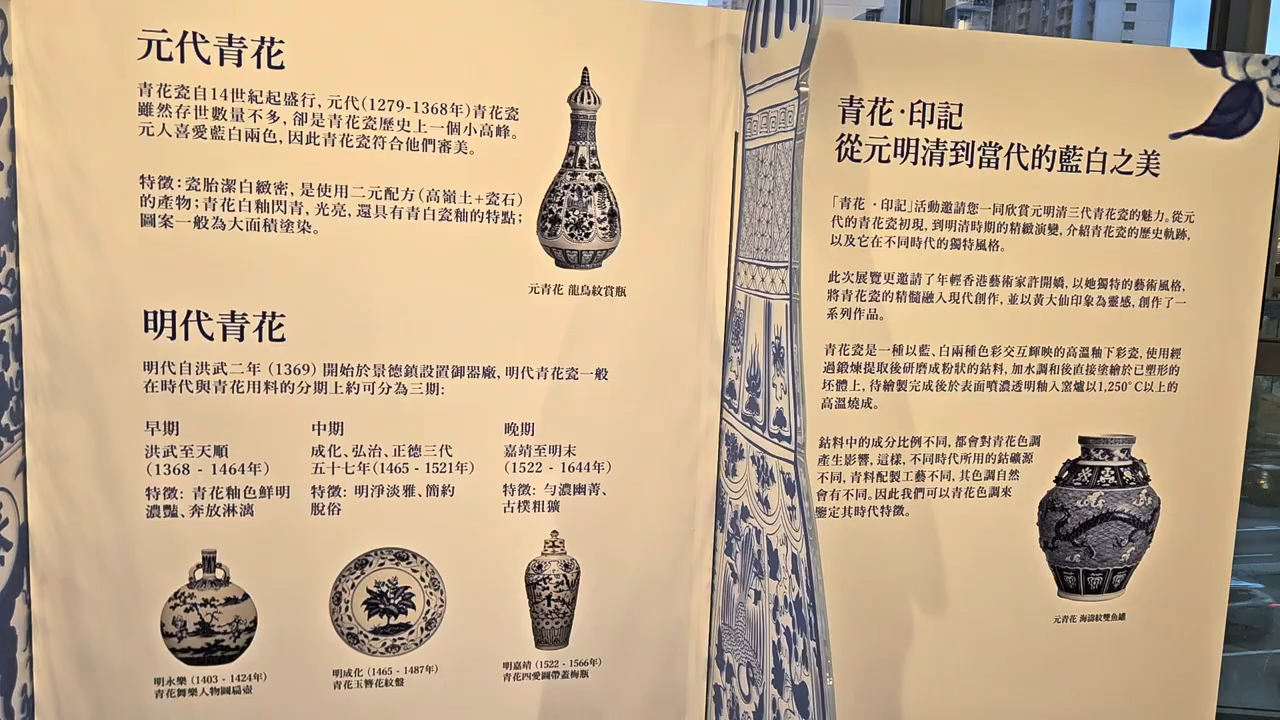 元代青花
青花瓷自14世紀起盛行, 元代(1279-1368年)青花瓷
雖然存世數量不多, 卻是青花瓷歷史上一個小高峰。
元人喜愛藍白兩色, 因此青花瓷符合他們審美。
特徵: 瓷胎潔白緻密, 是使用二元配方(高嶺土+瓷石)
的產物; 青花白釉閃青, 光亮, 還具有青白瓷釉的特點;
圖案一般為大面積塗染。
元青花 龍鳥紋賞瓶
明代青花
明代自洪武二年 (1369) 開始於景德鎮設置御器廠, 明代青花瓷一般
在時代與青花用料的分期上約可分為三期:
早期
洪武至天順
(1368 - 1464年)
特徵: 青花釉色鮮明
濃豔、奔放淋漓
明永樂 (1403 - 1424年)
青花舞樂人物圖扁壺
中期
成化、弘治、正德三代
五十七年(1465 - 1521年)
特徵: 明淨淡雅、簡約
脫俗
明成化 (1465 - 1487年)
青花玉簪花紋盤
晚期
嘉靖至明末
(1522 - 1644年)
特徵: 勻濃幽菁、
古樸粗獷
明嘉靖 (1522 - 1566年)
青花四愛圖帶蓋梅瓶
青花·印記
從元明清到當代的藍白之美
「青花 · 印記」活動邀請您一同欣賞元明清三代青花瓷的魅力。從元
代的青花瓷初現, 到明清時期的精緻演變, 介紹青花瓷的歷史軌跡,
以及它在不同時代的獨特風格。
此次展覽更邀請了年輕香港藝術家許開嬌, 以她獨特的藝術風格,
將青花瓷的精髓融入現代創作, 並以黃大仙印象為靈感, 創作了一
系列作品。
青花瓷是一種以藍、白兩種色彩交互輝映的高溫釉下彩瓷, 使用經
過鍛煉提取後研磨成粉狀的鈷料, 加水調和後直接塗繪於已塑形的
坯體上, 待繪製完成後於表面噴濃透明釉入窯爐以1,250°C以上的
高溫燒成。
鈷料中的成分比例不同, 都會對青花色調
產生影響, 這樣, 不同時代所用的鈷礦源
不同, 青料配製工藝不同, 其色調自然
會有不同。因此我們可以青花色調來
鑒定其時代特徵。
元青花 海濤紋雙魚罐